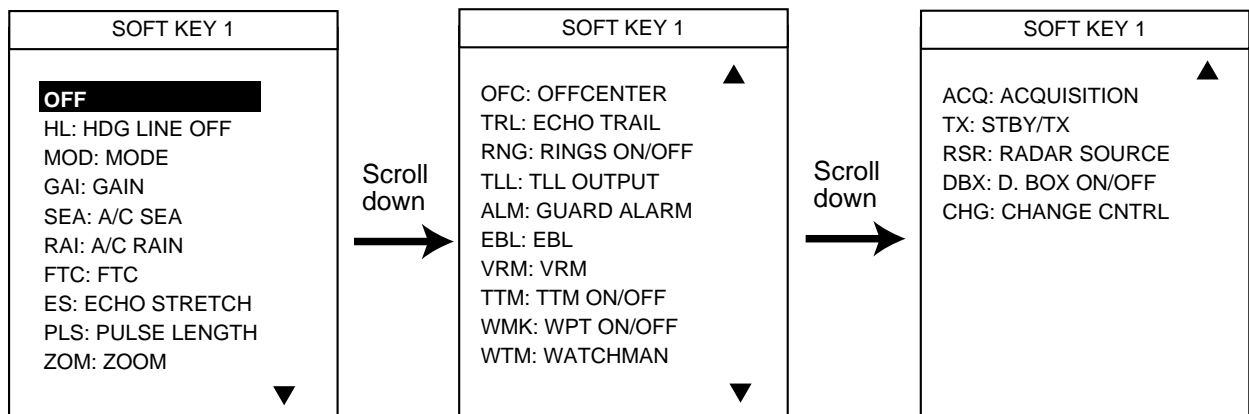 SOFT KEY 1
OFF
HL: HDG LINE OFF
MOD: MODE
GAI: GAIN
SEA: A/C SEA
RAI: A/C RAIN
FTC: FTC
ES: ECHO STRETCH
PLS: PULSE LENGTH
ZOM: ZOOM
Scroll
down
SOFT KEY 1
OFC: OFFCENTER
TRL: ECHO TRAIL
RNG: RINGS ON/OFF
TLL: TLL OUTPUT
ALM: GUARD ALARM
EBL: EBL
VRM: VRM
TTM: TTM ON/OFF
WMK: WPT ON/OFF
WTM: WATCHMAN
Scroll
down
SOFT KEY 1
ACQ: ACQUISITION
TX: STBY/TX
RSR: RADAR SOURCE
DBX: D. BOX ON/OFF
CHG: CHANGE CNTRL